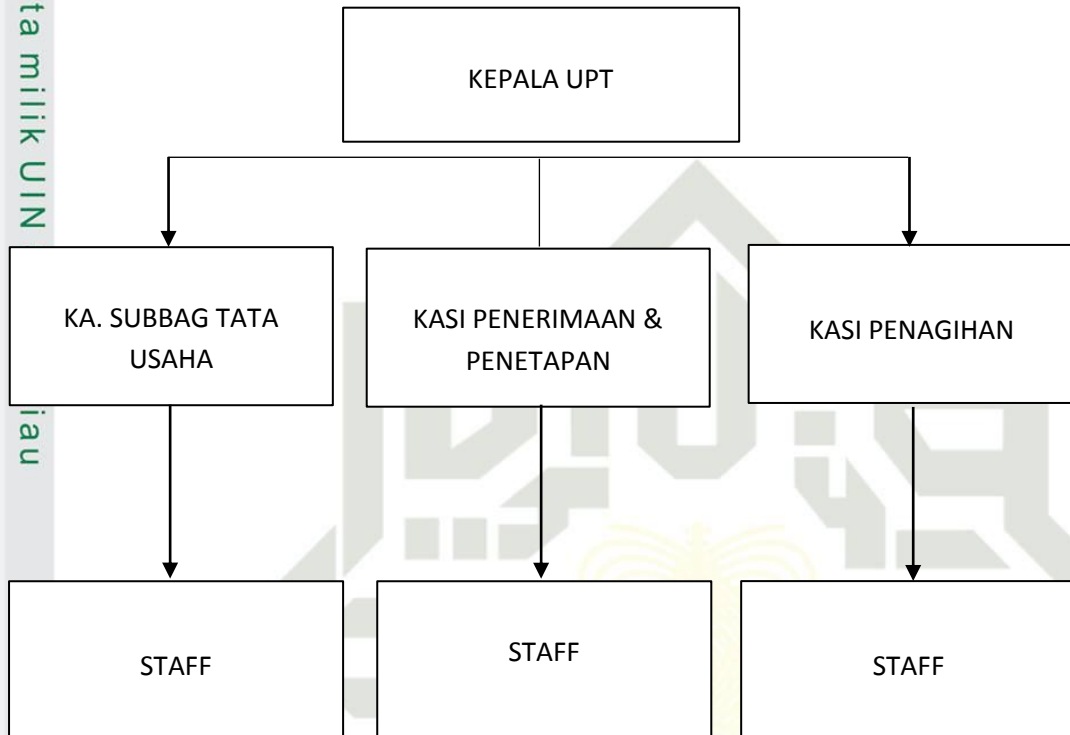 ta milik UIN
iau
KEPALA UPT
KA. SUBBAG TATA
USAHA
KASI PENERIMAAN &
PENETAPAN
KASI PENAGIHAN
STAFF
STAFF
STAFF